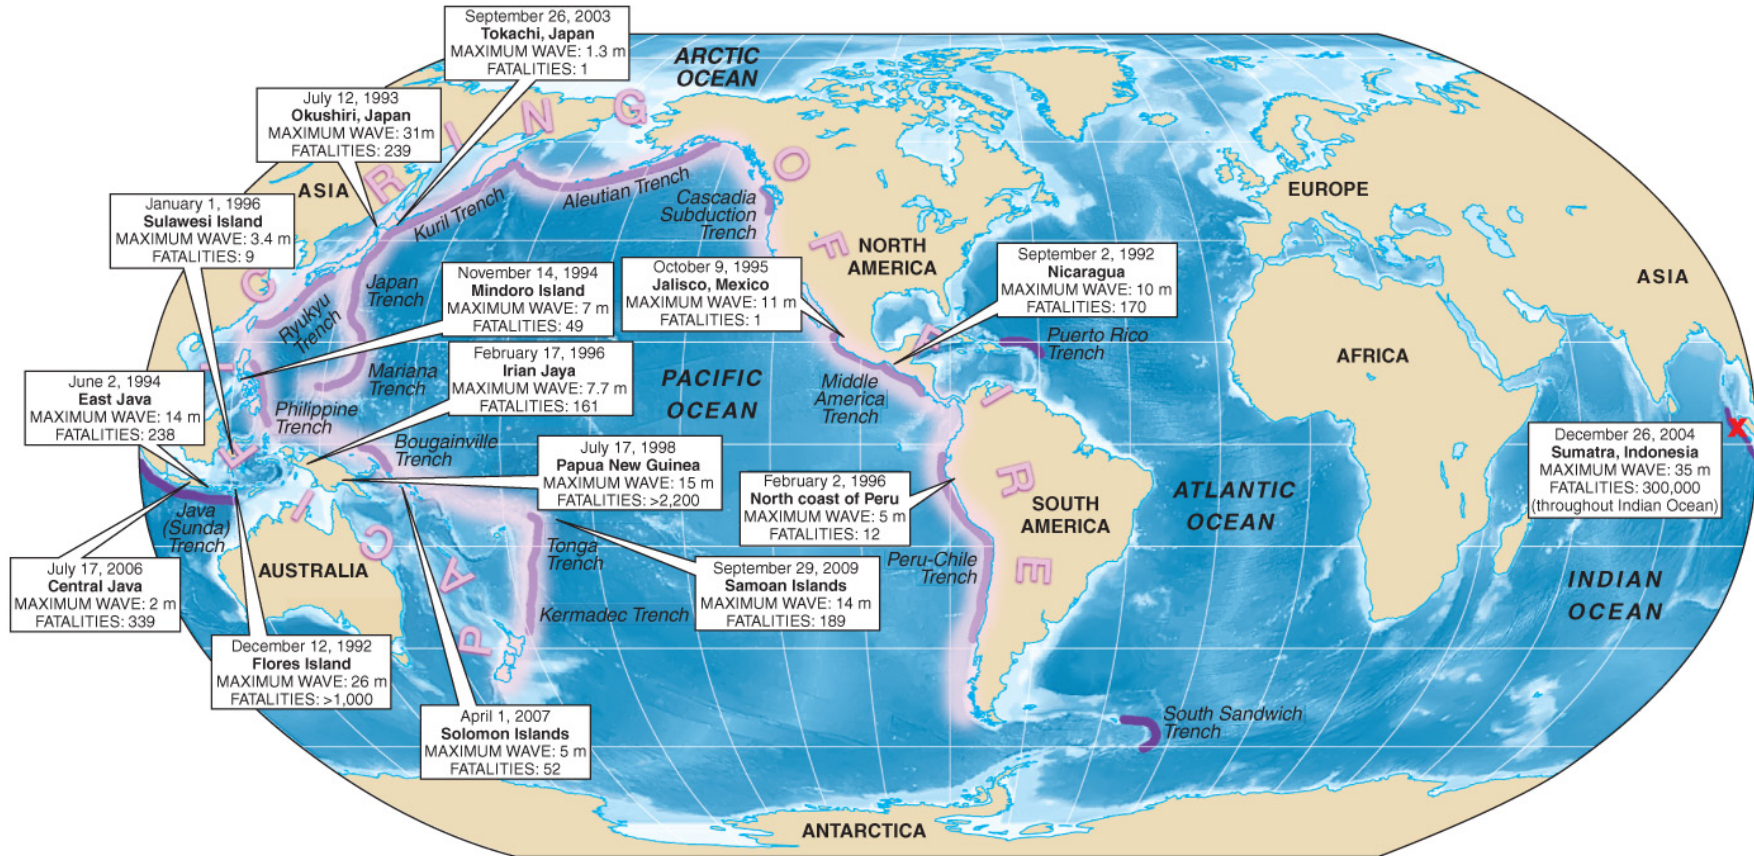 September 26, 2003
Tokachi, Japan
MAXIMUM WAVE: 1.3 m
FATALITIES: 1
ARCTIC
OCEAN
July 12, 1993
Okushiri, Japan
MAXIMUM WAVE: 31m
FATALITIES: 239
ASIA
January 1, 1996
Sulawesi Island
MAXIMUM WAVE: 3.4 m
FATALITIES: 9
PACIFIC RING OF FIRE
Kuril Trench
Aleutian Trench
Cascadia
Subduction
Trench
NORTH
AMERICA
EUROPE
ASIA
Japan
Trench
Ryukyu
Trench
November 14, 1994
Mindoro Island
MAXIMUM WAVE: 7 m
FATALITIES: 49
October 9, 1995
Jalisco, Mexico
MAXIMUM WAVE: 11 m
FATALITIES: 1
September 2, 1992
Nicaragua
MAXIMUM WAVE: 10 m
FATALITIES: 170
Puerto Rico
Trench
AFRICA
Mariana
Trench
February 17, 1996
Irian Jaya
MAXIMUM WAVE: 7.7 m
FATALITIES: 161
PACIFIC
OCEAN
Middle
America
Trench
June 2, 1994
East Java
MAXIMUM WAVE: 14 m
FATALITIES: 238
Philippine
Trench
Bougainville
Trench
July 17, 1998
Papua New Guinea
MAXIMUM WAVE: 15 m
FATALITIES: >2,200
February 2, 1996
North coast of Peru
MAXIMUM WAVE: 5 m
FATALITIES: 12
SOUTH
AMERICA
ATLANTIC
OCEAN
December 26, 2004
Sumatra, Indonesia
MAXIMUM WAVE: 35 m
FATALITIES: 300,000
(throughout Indian Ocean)
Java
(Sunda)
Trench
AUSTRALIA
Tonga
Trench
Peru-Chile
Trench
INDIAN
OCEAN
July 17, 2006
Central Java
MAXIMUM WAVE: 2 m
FATALITIES: 339
September 29, 2009
Samoan Islands
MAXIMUM WAVE: 14 m
FATALITIES: 189
Kermadec Trench
December 12, 1992
Flores Island
MAXIMUM WAVE: 26 m
FATALITIES: >1,000
April 1, 2007
Solomon Islands
MAXIMUM WAVE: 5 m
FATALITIES: 52
South Sandwich
Trench
ANTARCTICA